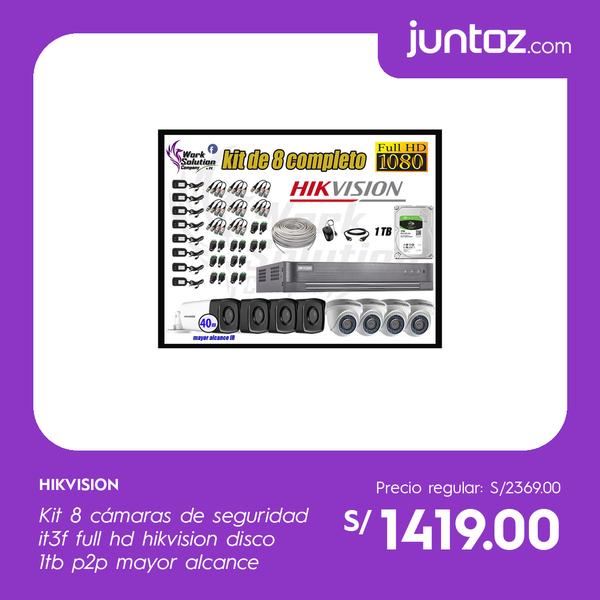 juntoz.com
Work
Solution
Company
kit de 8 completo
Full HD
1080
HIKVISION
1 TB
40m
mayor alcance IR
HIKVISION
Kit 8 cámaras de seguridad
it3f full hd hikvision disco
1tb p2p mayor alcance
Precio regular: S/2369.00
S/ 1419.00